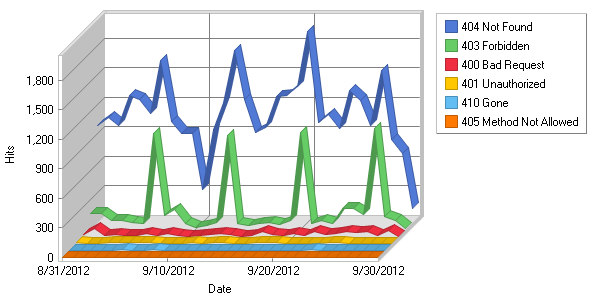 404 Not Found
403 Forbidden
400 Bad Request
401 Unauthorized
410 Gone
405 Method Not Allowed
Hits
1,800
1,500
1,200
900
600
300
0
8/31/2012
9/10/2012
9/20/2012
9/30/2012
Date